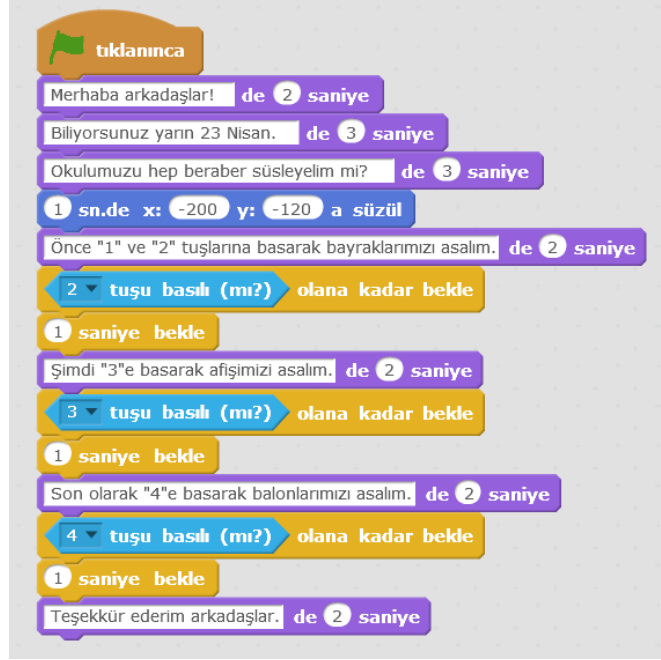 tıklanınca
Merhaba arkadaşlar! de 2 saniye
Biliyorsunuz yarın 23 Nisan. de 3 saniye
Okulumuzu hep beraber süsleyelim mi? de 3 saniye
1 sn.de x: -200 y: -120 a süzül
Önce "1" ve "2" tuşlarına basarak bayraklarımızı asalım. de 2 saniye
2 tuşu basılı (mı?) olana kadar bekle
1 saniye bekle
Şimdi "3"e basarak afişimizi asalım. de 2 saniye
3 tuşu basılı (mı?) olana kadar bekle
1 saniye bekle
Son olarak "4"e basarak balonlarımızı asalım. de 2 saniye
4 tuşu basılı (mı?) olana kadar bekle
1 saniye bekle
Teşekkür ederim arkadaşlar. de 2 saniye